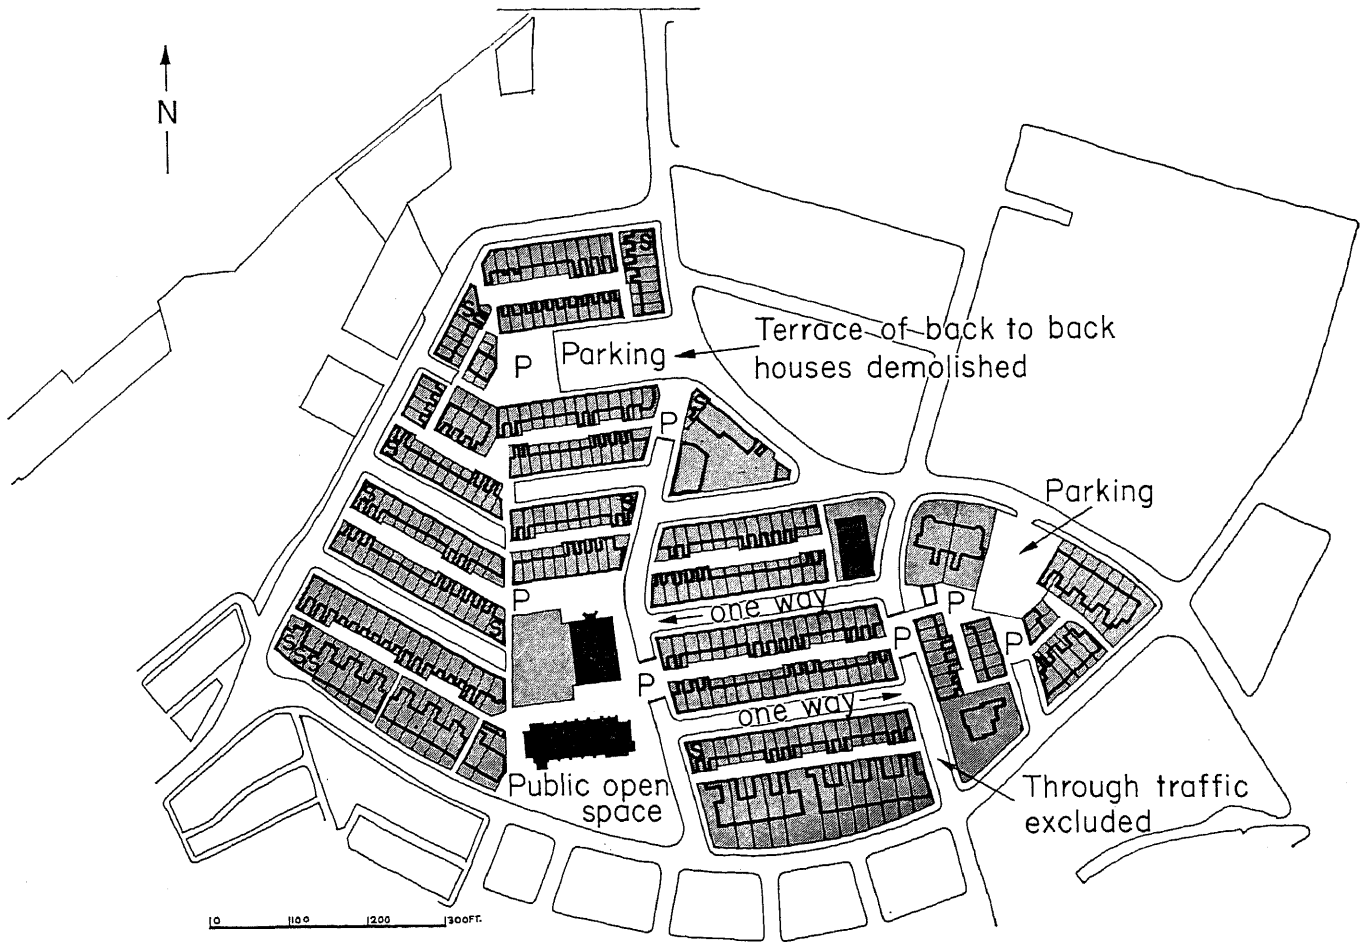 N
S
S
Terrace of back to back
houses demolished
Parking
P
S
P
S
Parking
S
S
P
one way
S
P
P
P
S
SSS
P
one way
S
Public open
space
Through traffic
excluded
0 100 200 300FT.